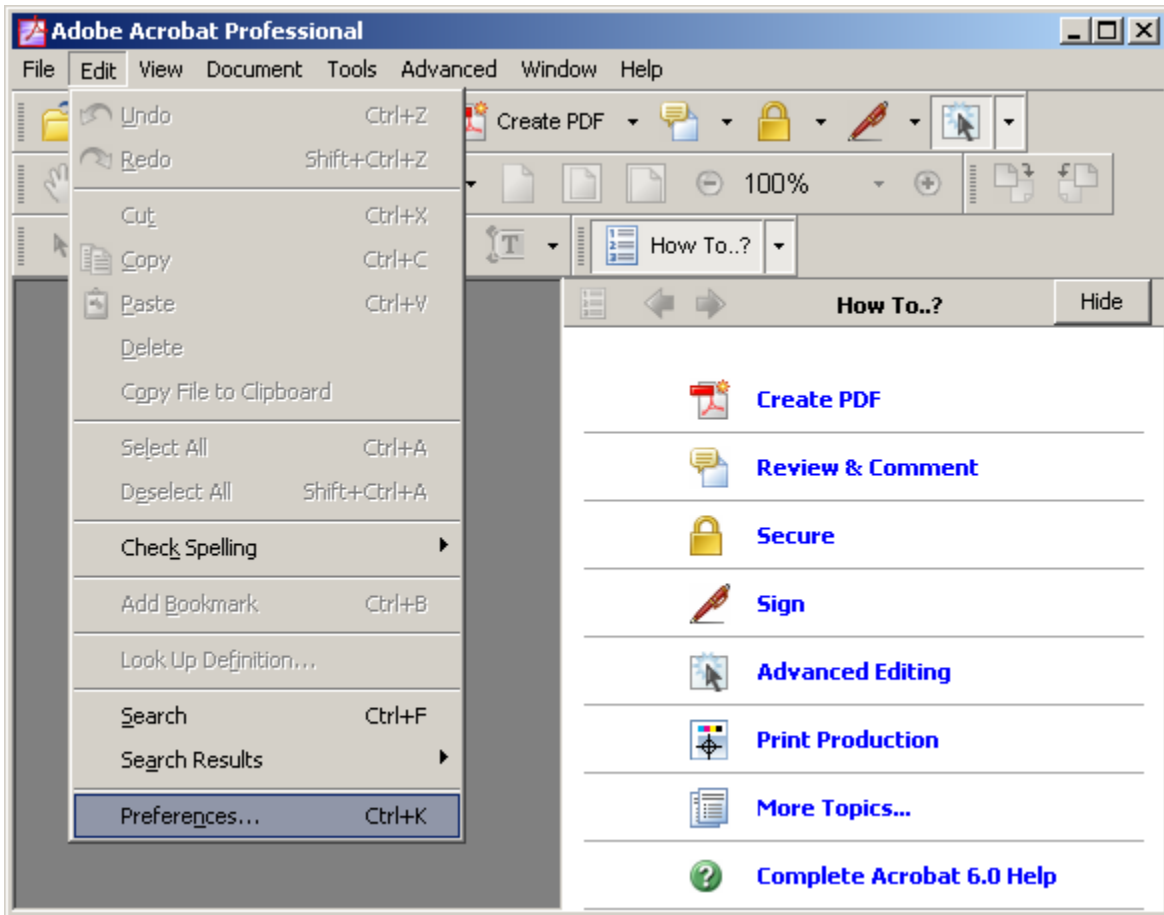 Adobe Acrobat Professional
File Edit View Document Tools Advanced Window Help
Undo Ctrl+Z
Create PDF
Redo Shift+Ctrl+Z
100%
Cut Ctrl+X
How To..?
Copy Ctrl+C
Paste Ctrl+V
How To..? Hide
Delete
Copy File to Clipboard
Create PDF
Select All Ctrl+A
Review & Comment
Deselect All Shift+Ctrl+A
Secure
Check Spelling
Add Bookmark Ctrl+B
Sign
Look Up Definition...
Advanced Editing
Search Ctrl+F
Print Production
Search Results
Preferences... Ctrl+K
More Topics...
Complete Acrobat 6.0 Help